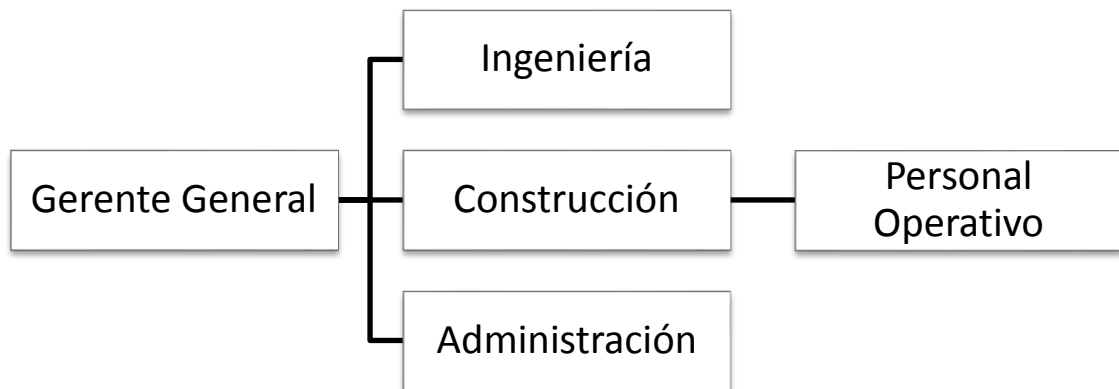 Ingeniería
Gerente General
Construcción
Personal
Operativo
Administración